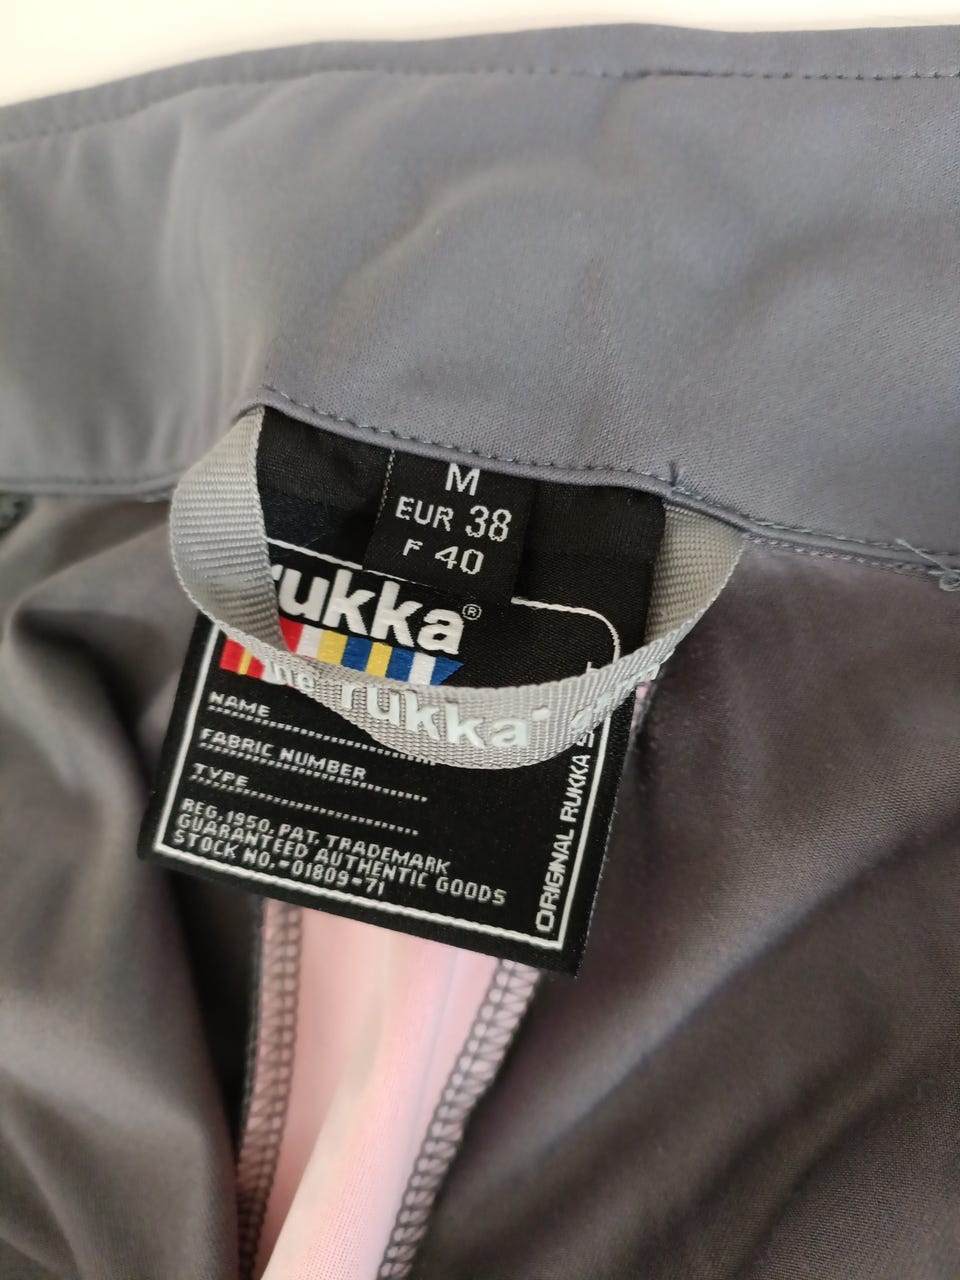 M
EUR 38
F 40
rukka®
rukka
NAME
FABRIC NUMBER
TYPE
REG. 1950. PAT. TRADEMARK
GUARANTEED AUTHENTIC GOODS
STOCK NO.-01809-71
ORIGINAL RUKKA